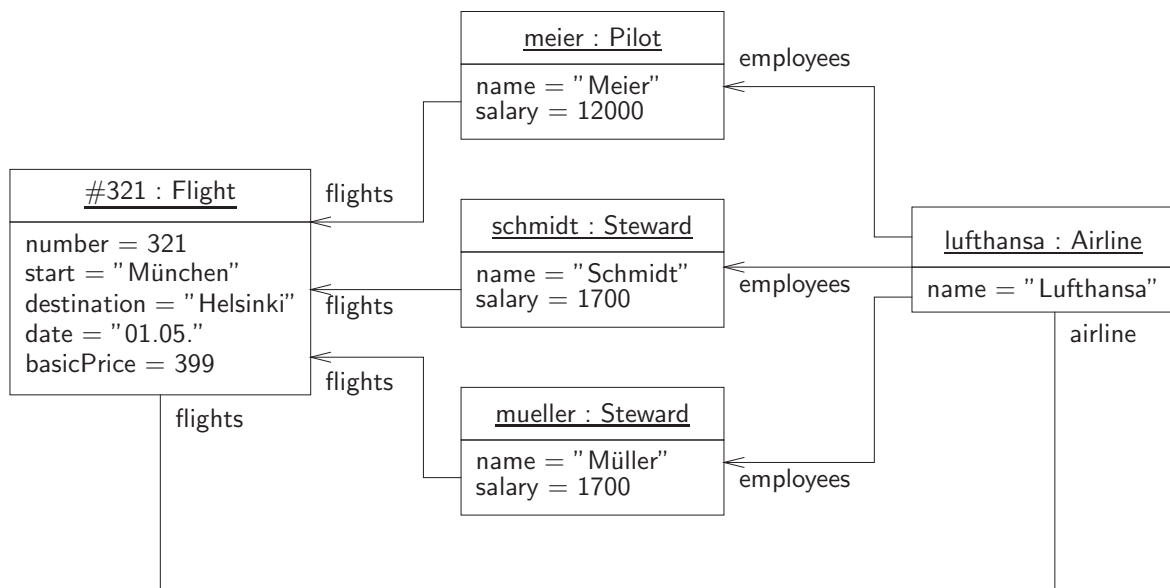 meier : Pilot
name = "Meier"
salary = 12000
employees
flights
#321 : Flight
number = 321
start = "München"
destination = "Helsinki"
date = "01.05."
basicPrice = 399
flights
schmidt : Steward
name = "Schmidt"
salary = 1700
employees
flights
lufthansa : Airline
name = "Lufthansa"
airline
flights
mueller : Steward
name = "Müller"
salary = 1700
employees